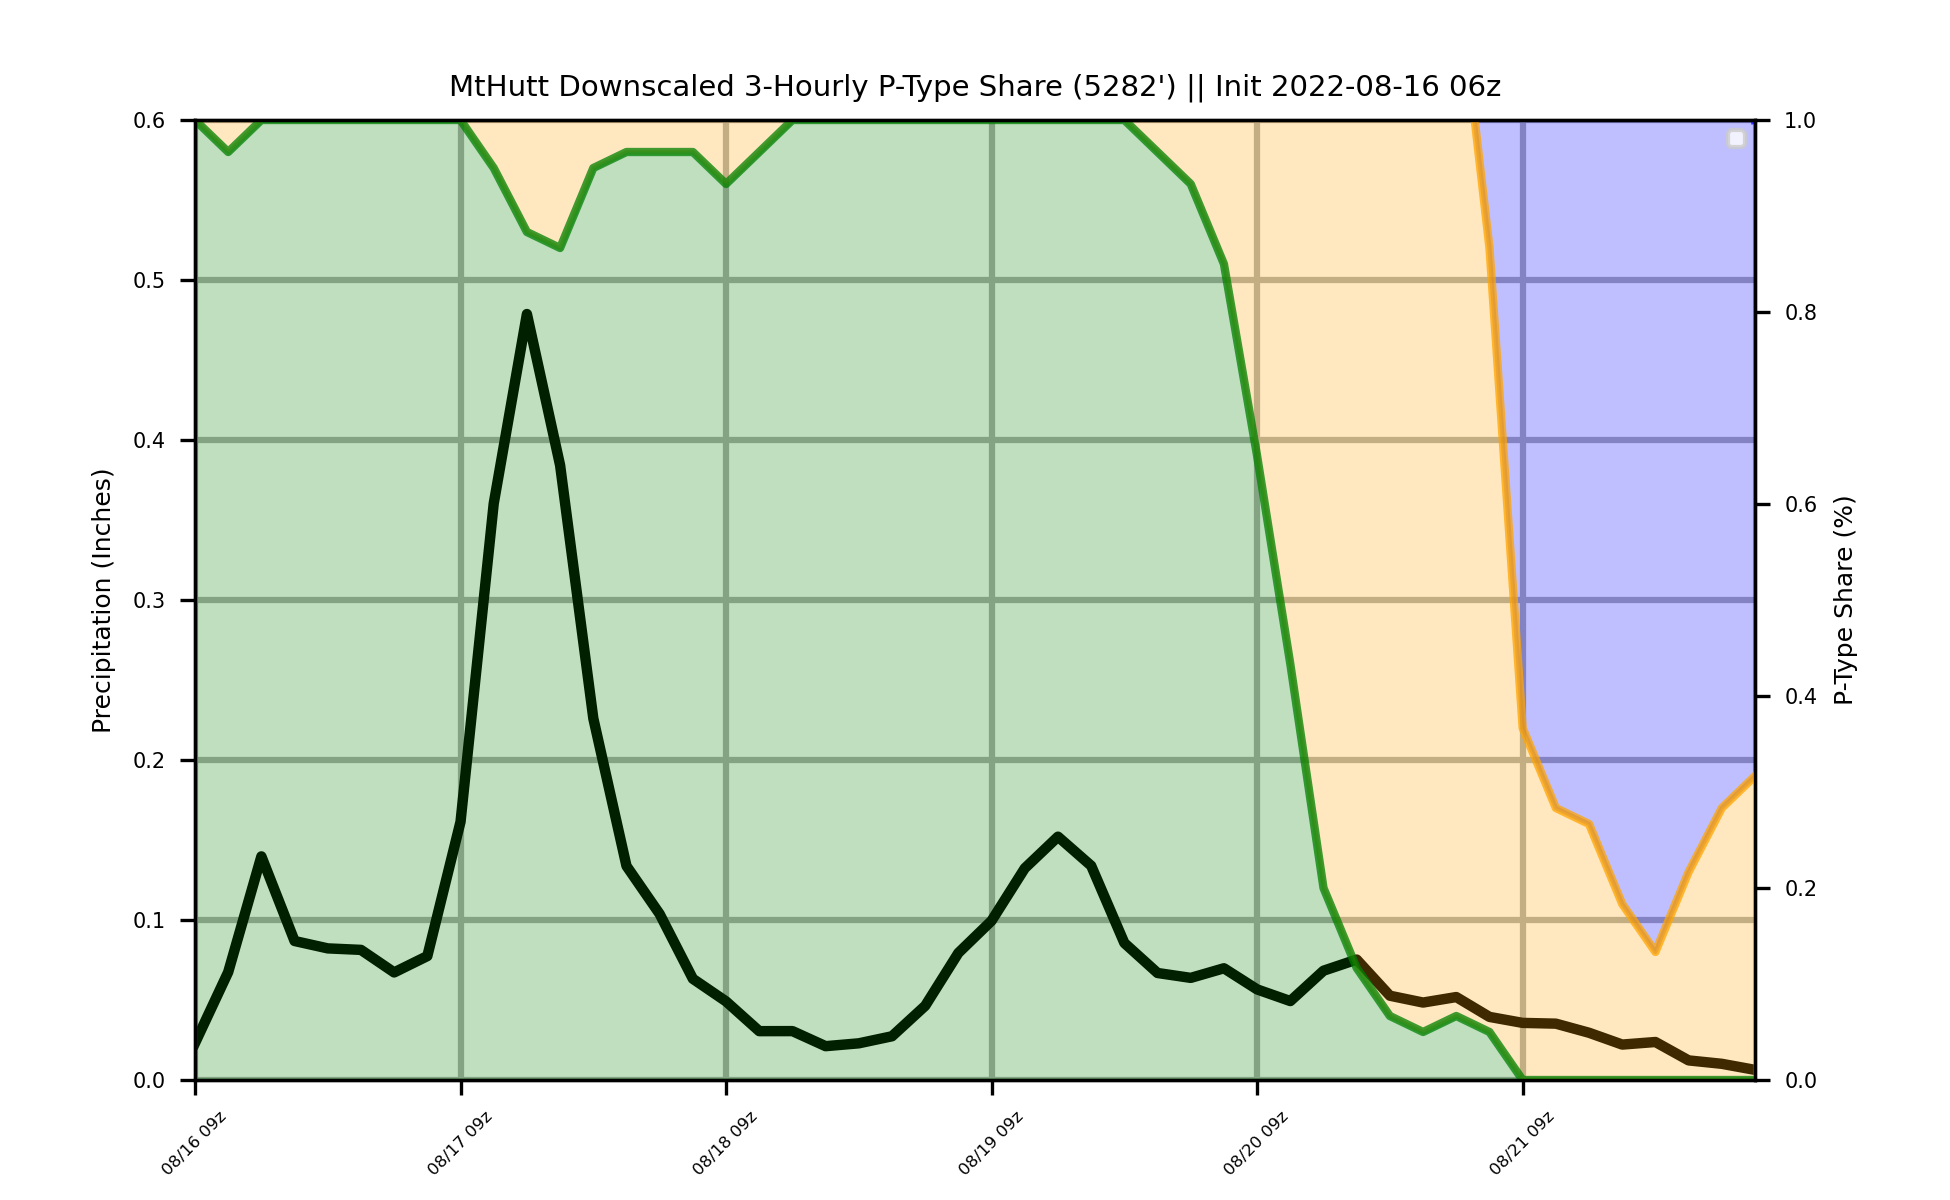 MtHutt Downscaled 3-Hourly P-Type Share (5282') || Init 2022-08-16 06z
0.6
0.5
0.4
0.3
0.2
0.1
0.0
Precipitation (Inches)
1.0
0.8
0.6
0.4
0.2
0.0
P-Type Share (%)
08/16 09z
08/17 09z
08/18 09z
08/19 09z
08/20 09z
08/21 09z